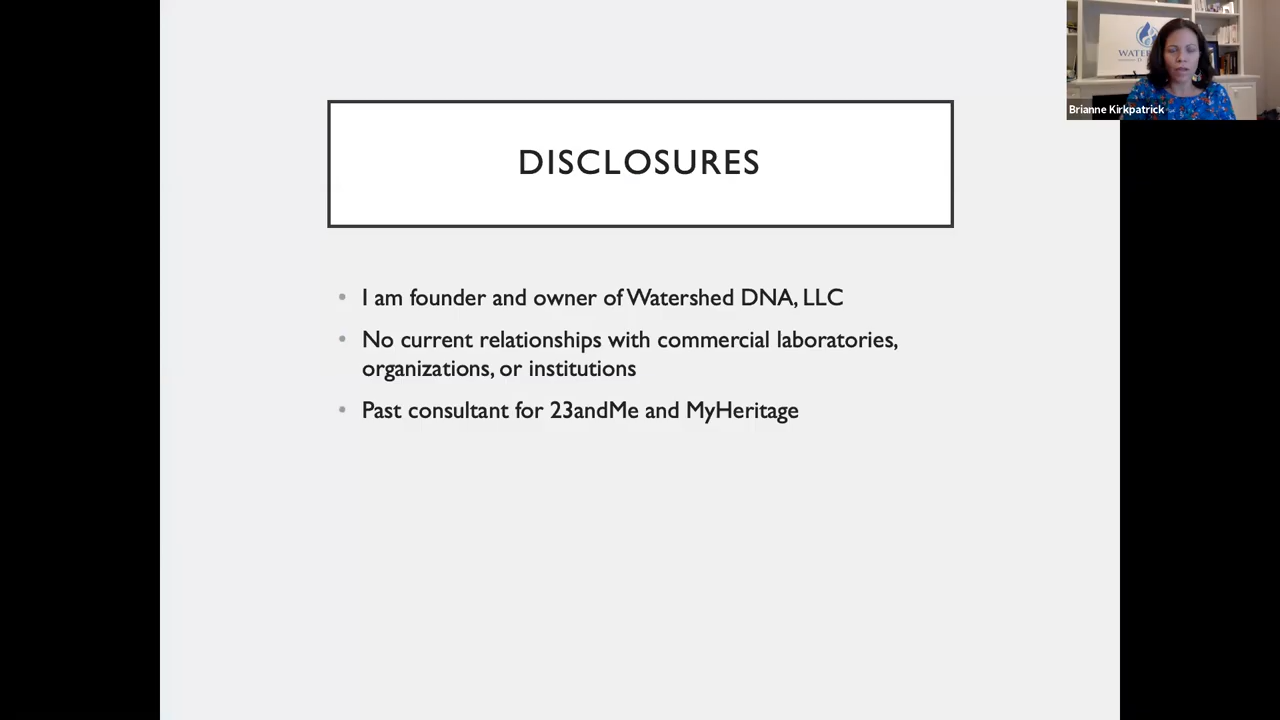 DISCLOSURES
• I am founder and owner of Watershed DNA, LLC
• No current relationships with commercial laboratories,
organizations, or institutions
• Past consultant for 23andMe and MyHeritage
Brianne Kirkpatrick